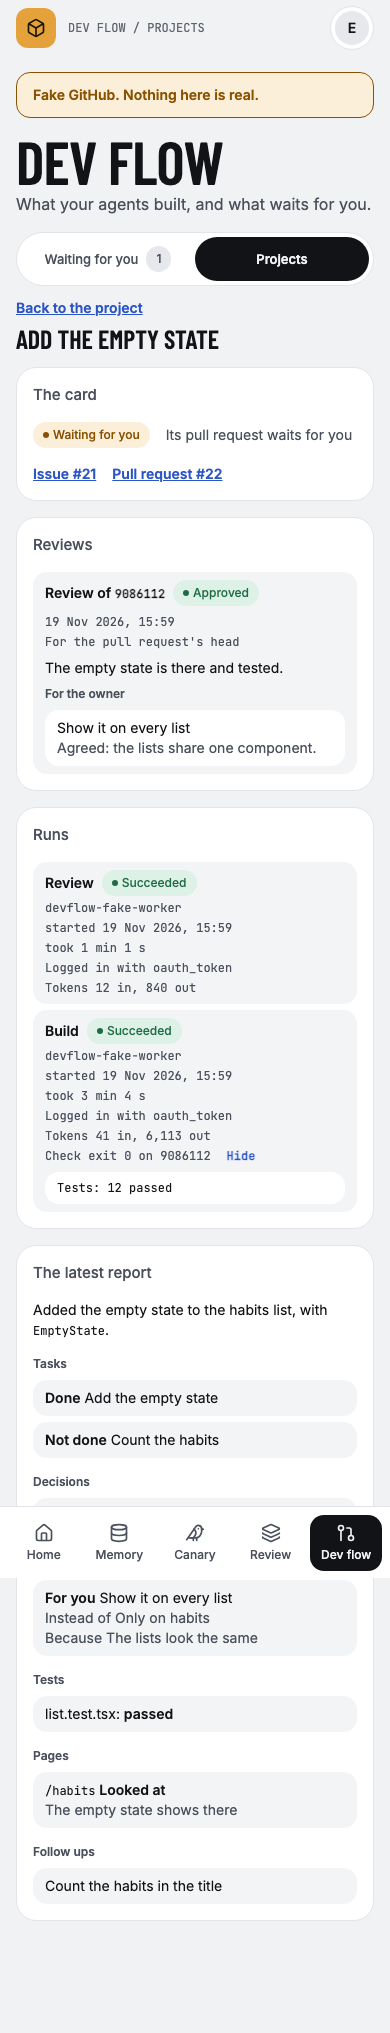 DEV FLOW / PROJECTS
E
Fake GitHub. Nothing here is real.
DEV FLOW
What your agents built, and what waits for you.
Waiting for you 1
Projects
Back to the project
ADD THE EMPTY STATE
The card
Waiting for you Its pull request waits for you
Issue #21 Pull request #22
Reviews
Review of 9086112 Approved
19 Nov 2026, 15:59
For the pull request's head
The empty state is there and tested.
For the owner
Show it on every list
Agreed: the lists share one component.
Runs
Review Succeeded
devflow-fake-worker
started 19 Nov 2026, 15:59
took 1 min 1 s
Logged in with oauth_token
Tokens 12 in, 840 out
Build Succeeded
devflow-fake-worker
started 19 Nov 2026, 15:59
took 3 min 4 s
Logged in with oauth_token
Tokens 41 in, 6,113 out
Check exit 0 on 9086112 Hide
Tests: 12 passed
The latest report
Added the empty state to the habits list, with
EmptyState.
Tasks
Done Add the empty state
Not done Count the habits
Decisions
Home Memory Canary Review Dev flow
For you Show it on every list
Instead of Only on habits
Because The lists look the same
Tests
list.test.tsx: passed
Pages
/habits Looked at
The empty state shows there
Follow ups
Count the habits in the title